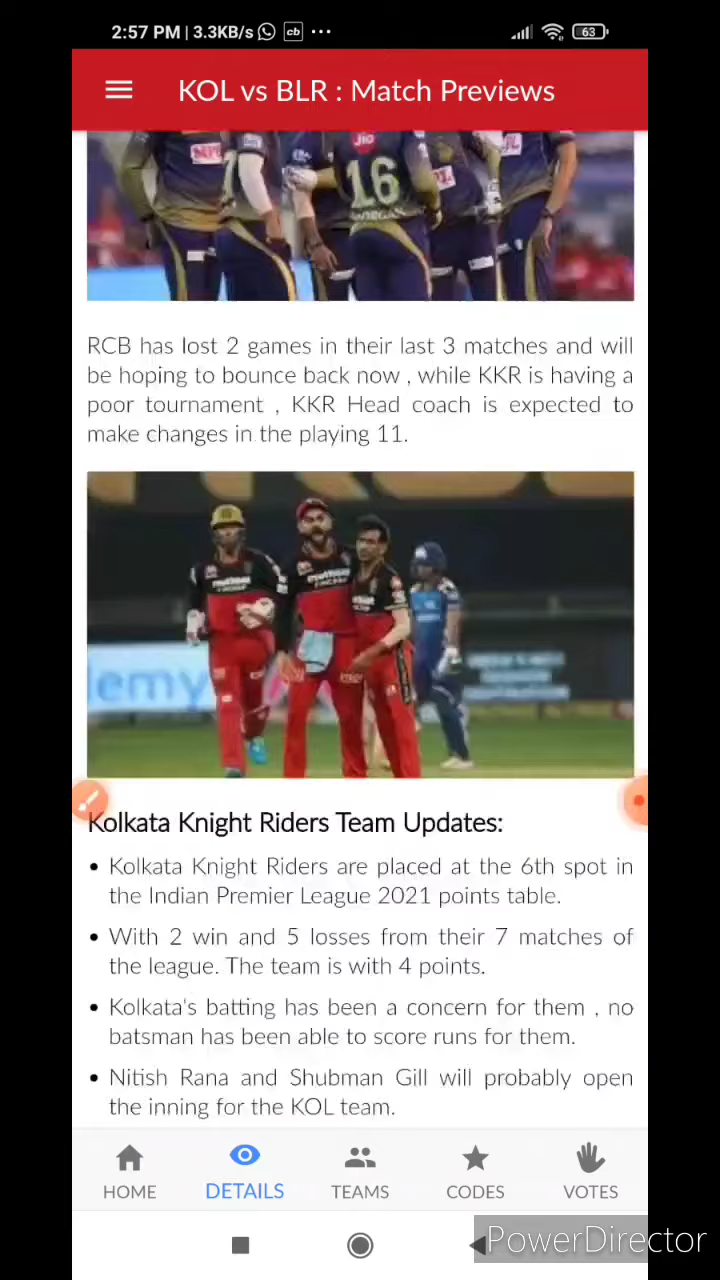 2:57 PM | 3.3KB/s
cb
63
KOL vs BLR : Match Previews
Jio
16
RCB has lost 2 games in their last 3 matches and will
be hoping to bounce back now , while KKR is having a
poor tournament , KKR Head coach is expected to
make changes in the playing 11.
Kolkata Knight Riders Team Updates:
• Kolkata Knight Riders are placed at the 6th spot in
the Indian Premier League 2021 points table.
• With 2 win and 5 losses from their 7 matches of
the league. The team is with 4 points.
• Kolkata's batting has been a concern for them , no
batsman has been able to score runs for them.
• Nitish Rana and Shubman Gill will probably open
the inning for the KOL team.
HOME
DETAILS
TEAMS
CODES
VOTES
PowerDirector